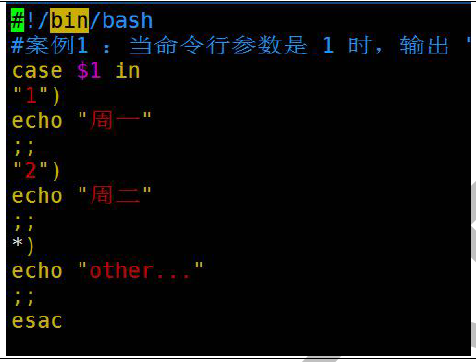 #!/bin/bash
#案例1 : 当命令行参数是 1 时, 输出 "
case $1 in
"1")
echo "周一"
;;
"2")
echo "周二"
;;
*)
echo "other..."
;;
esac